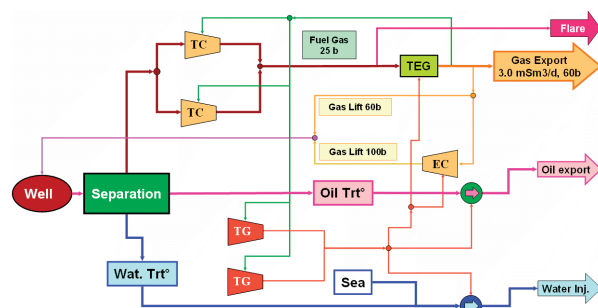 Flare
Fuel Gas
25 b
TC
TEG
Gas Export
3.0 mSm3/d, 60b
TC
Gas Lift 60b
Gas Lift 100b
EC
Oil export
Well
Separation
Oil Trt°
TG
Wat. Trt°
TG
Sea
Water Inj.